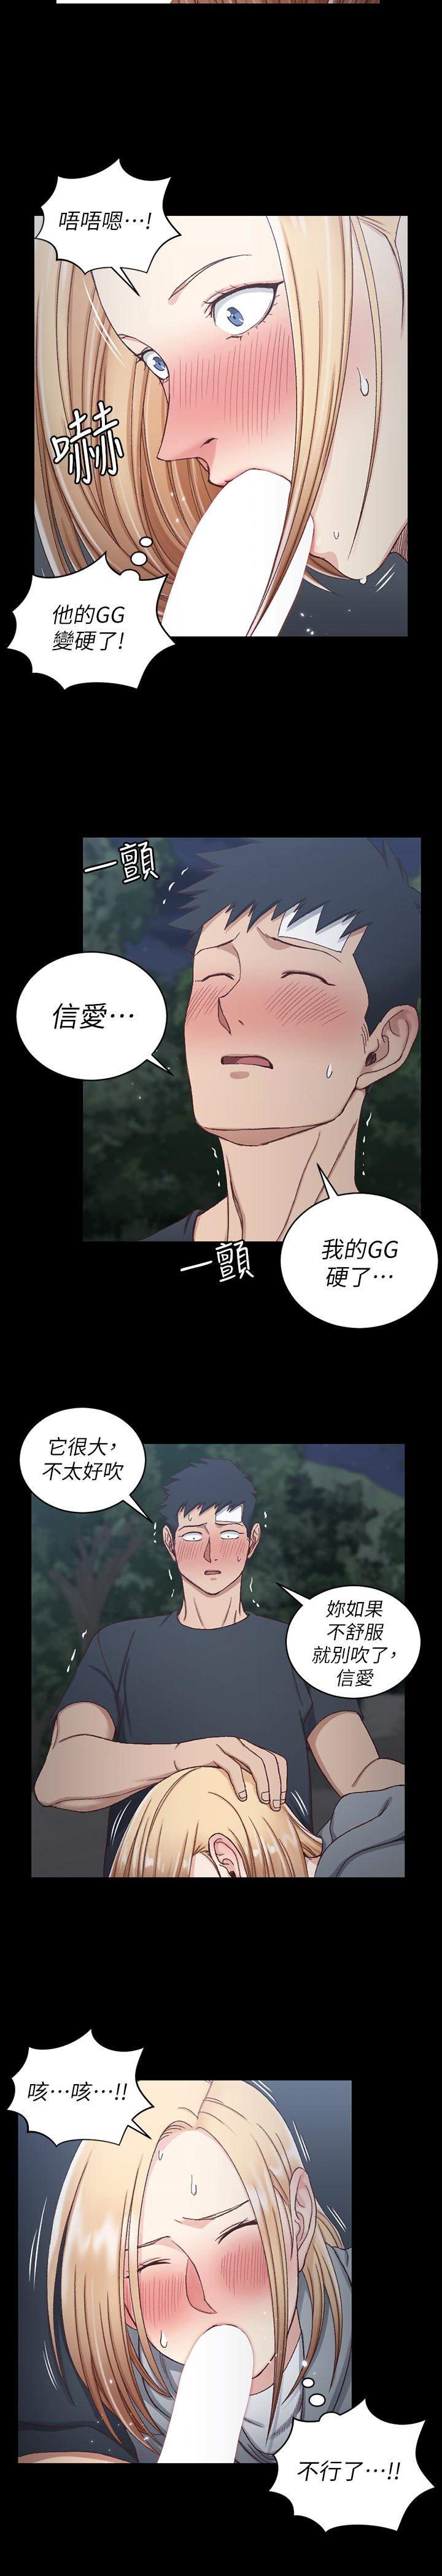 唔唔嗯⋯!
嚇
他的GG
變硬了!
一顫
信愛⋯
一顫
我的GG
硬了⋯
它很大,
不太好吹
妳如果
不舒服
就別吹了,
信愛
咳⋯咳⋯!!
不行了⋯!!